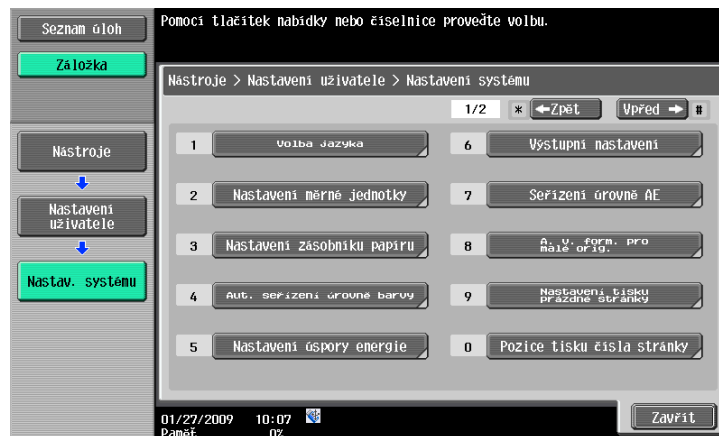 Seznam úloh
Pomocí tlačítek nabídky nebo číselnice proveďte volbu.
Záložka
Nástroje > Nastavení uživatele > Nastavení systému
1/2 * ←Zpět Vpřed → #
Nástroje
Nastavení
uživatele
Nastav. systému
1 Volba Jazyka
2 Nastavení měrné jednotky
3 Nastavení zásobníku papíru
4 Aut. seřízení úrovně barvy
5 Nastavení úspory energie
6 Výstupní nastavení
7 Seřízení úrovně AE
8 A. v. form. pro
malé orig.
9 Nastavení tisku
prázdné stránky
0 Pozice tisku čísla stránky
01/27/2009 10:07
Paměť 0%
Zavřít